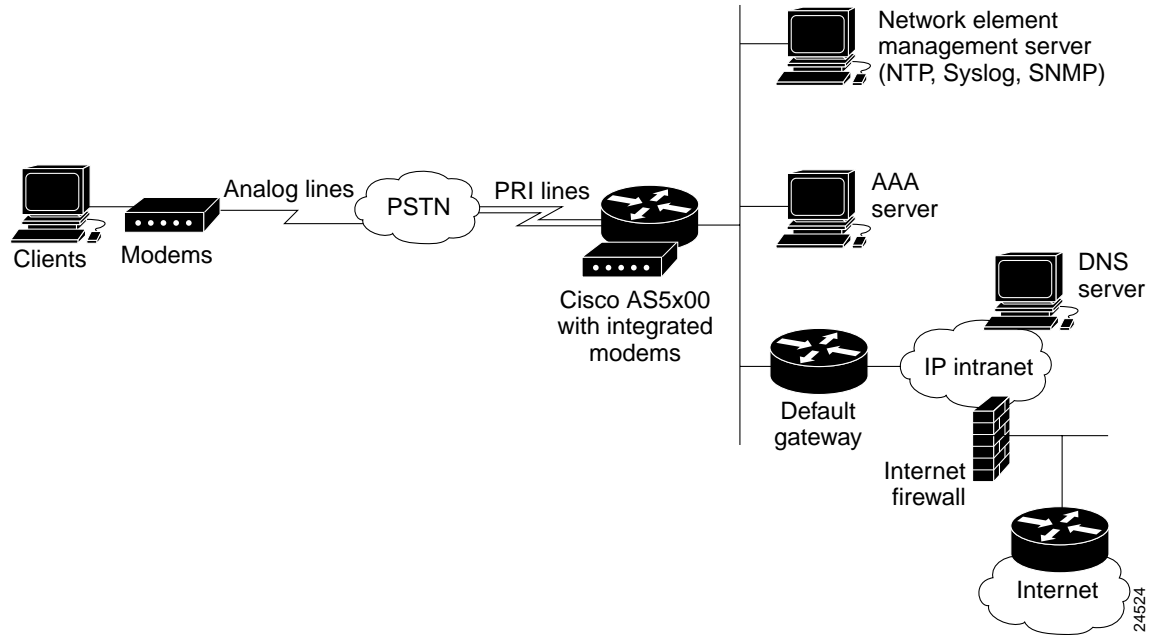 Network element
management server
(NTP, Syslog, SNMP)
Analog lines
PSTN
PRI lines
AAA
server
Clients
Modems
Cisco AS5x00
with integrated
modems
DNS
server
IP intranet
Default
gateway
Internet
firewall
Internet
24524